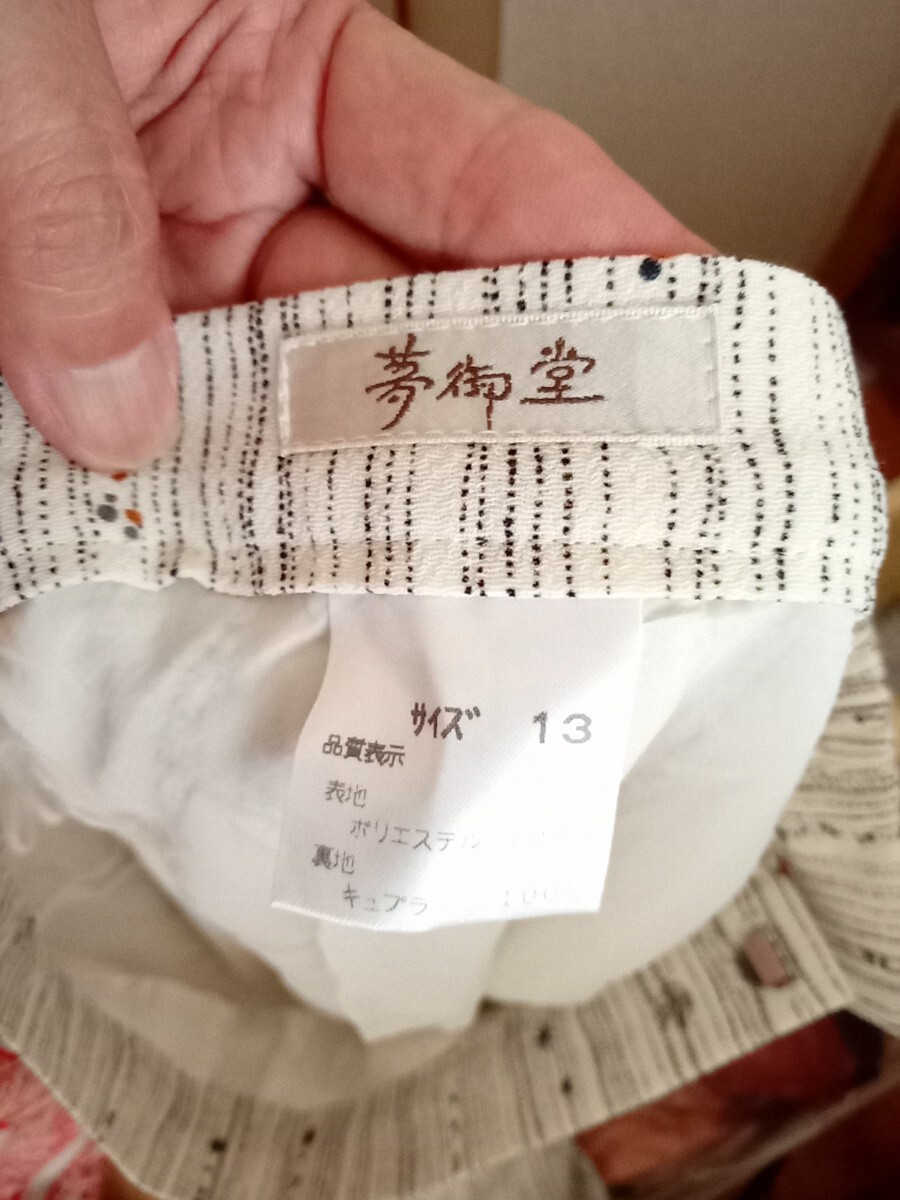 夢御堂
サイズ 13
品質表示
表地
ポリエステル
裏地
キュプラ 100